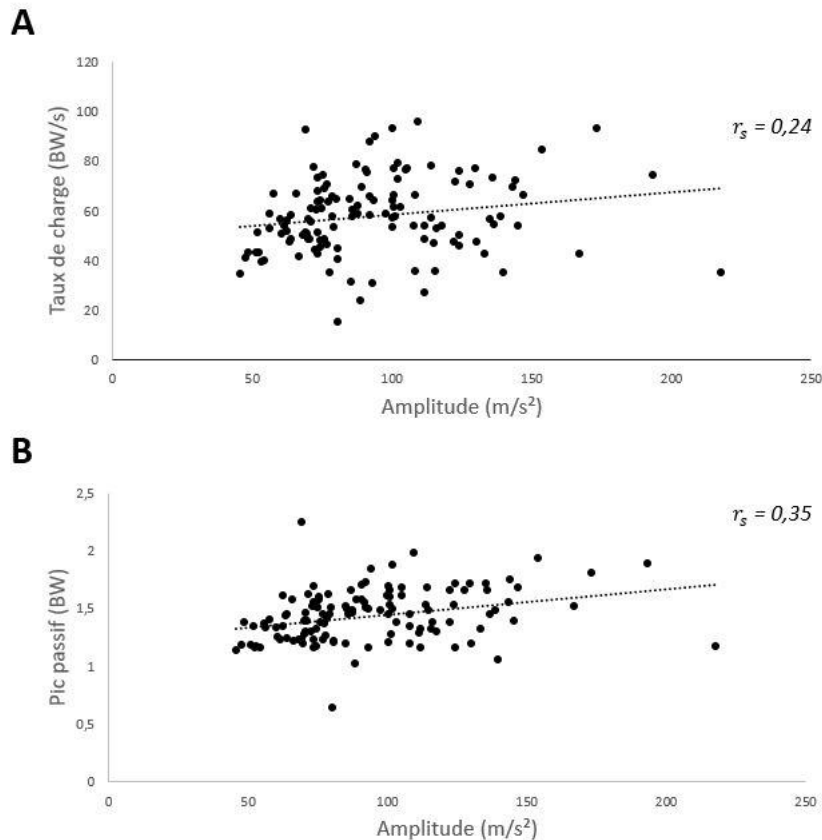 A
Taux de charge (BW/s)
120
100
80
60
40
20
0
r_s = 0,24
0 50 100 150 200 250
Amplitude (m/s²)
B
Pic passif (BW)
2,5
2
1,5
1
0,5
0
r_s = 0,35
0 50 100 150 200 250
Amplitude (m/s²)